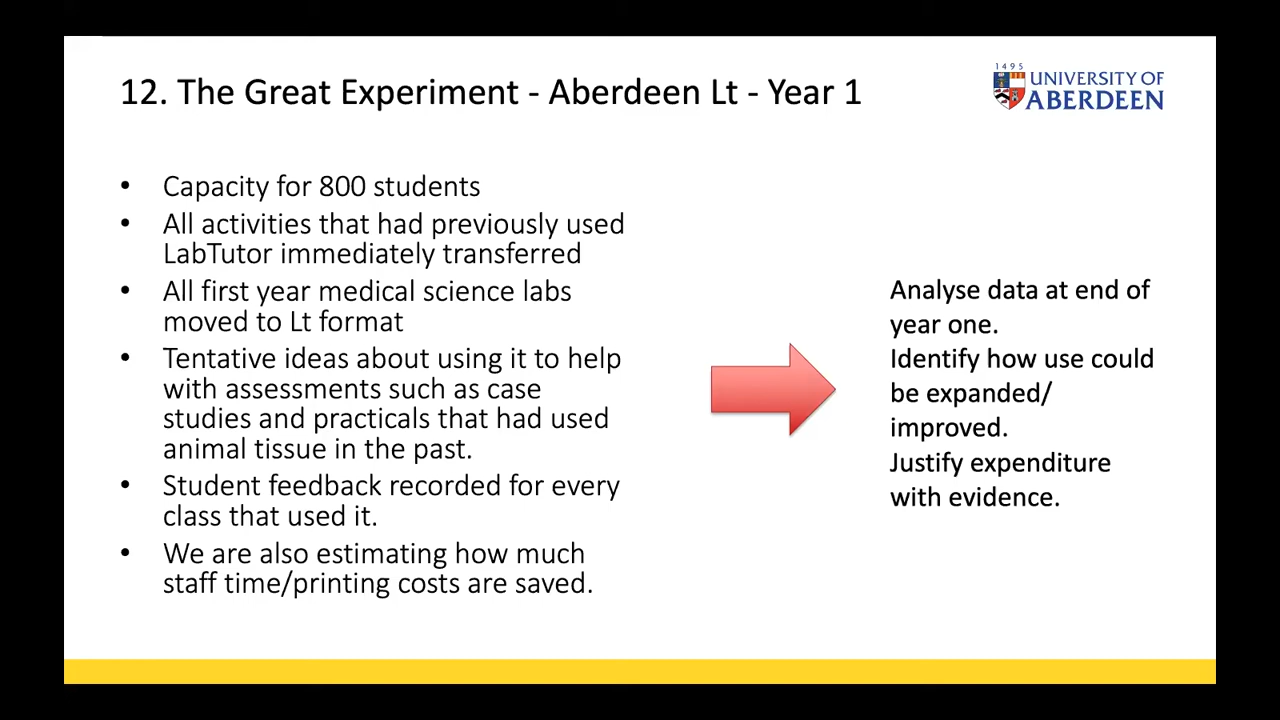 12. The Great Experiment - Aberdeen Lt - Year 1
1495
UNIVERSITY OF
ABERDEEN
• Capacity for 800 students
• All activities that had previously used
LabTutor immediately transferred
• All first year medical science labs
moved to Lt format
• Tentative ideas about using it to help
with assessments such as case
studies and practicals that had used
animal tissue in the past.
• Student feedback recorded for every
class that used it.
• We are also estimating how much
staff time/printing costs are saved.
Analyse data at end of
year one.
Identify how use could
be expanded/
improved.
Justify expenditure
with evidence.